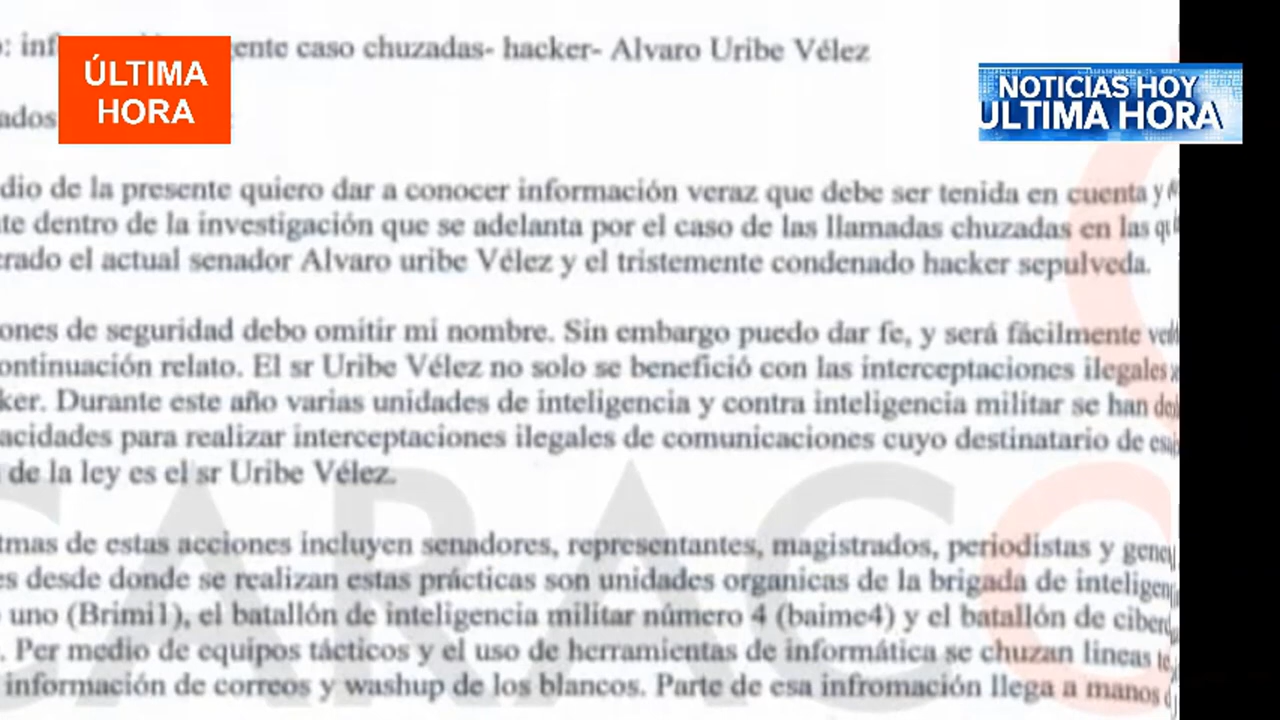 ente caso chuzadas- hacker- Alvaro Uribe Vélez
ÚLTIMA
HORA
NOTICIAS HOY
ULTIMA HORA
ados
dio de la presente quiero dar a conocer información veraz que debe ser tenida en cuenta y
te dentro de la investigación que se adelanta por el caso de las llamadas chuzadas en las
rado el actual senador Alvaro uribe Vélez y el tristemente condenado hacker sepulveda.
ones de seguridad debo omitir mi nombre. Sin embargo puedo dar fe, y será fácilmente
ontinuación relato. El sr Uribe Vélez no solo se benefició con las interceptaciones ilegales
ker. Durante este año varias unidades de inteligencia y contra inteligencia militar se han
acidades para realizar interceptaciones ilegales de comunicaciones cuyo destinatario de
de la ley es el sr Uribe Vélez.
tmas de estas acciones incluyen senadores, representantes, magistrados, periodistas y
es desde donde se realizan estas prácticas son unidades organicas de la brigada de inteligen
uno (Brimi1), el batallón de inteligencia militar número 4 (baime4) y el batallón de ciber
. Per medio de equipos tácticos y el uso de herramientas de informática se chuzan lineas
información de correos y washup de los blancos. Parte de esa infromación llega a manos
CARACO